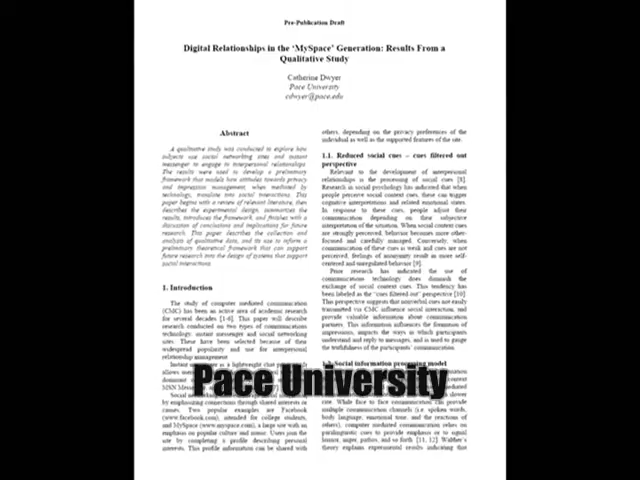 Pre-Publication Draft
Digital Relationships in the 'MySpace' Generation: Results From a
Qualitative Study
Catherine Dwyer
Pace University
cdwyer@pace.edu
Abstract
A qualitative study was conducted to explore how
subjects use social networking sites and instant
messenger to engage in interpersonal relationships.
The results were used to develop a preliminary
framework that models how attitudes towards privacy
and impression management, when mediated by
technology, translate into social interactions. This
paper begins with a review of relevant literature, then
describes the experimental design, summarizes the
results, introduces the framework, and finishes with a
discussion of conclusions and implications for future
research. This paper describes the collection and
analysis of qualitative data, and its use to inform a
preliminary theoretical framework that can support
future research into the design of systems that support
social interactions.
1. Introduction
The study of computer mediated communication
(CMC) has been an active area of academic research
for several decades [1-6]. This paper will describe
research conducted on two types of communications
technology: instant messenger and social networking
sites. These have been selected because of their
widespread popularity and use for interpersonal
relationship management.
Instant messenger is a lightweight chat
allows
dominant
MSN
Social
by emphasizing connections through shared interests or
causes. Two popular examples are Facebook
(www.facebook.com), intended for college students,
and MySpace (www.myspace.com), a large site with an
emphasis on popular culture and music. Users join the
site by completing a profile describing personal
interests. This profile information can be shared with
others, depending on the privacy preferences of the
individual as well as the supported features of the site.
1.1. Reduced social cues – cues filtered out
perspective
Relevant to the development of interpersonal
relationships is the processing of social cues [8].
Research in social psychology has indicated that when
people perceive social context cues, these can trigger
cognitive interpretations and related emotional states.
In response to these cues, people adjust their
communication depending on their subjective
interpretation of the situation. When social context cues
are strongly perceived, behavior becomes more other-
focused and carefully managed. Conversely, when
communication of these cues is weak and cues are not
perceived, feelings of anonymity result in more self-
centered and unregulated behavior [9].
Prior research has indicated the use of
communications technology does diminish the
exchange of social context cues. This tendency has
been labeled as the "cues filtered out" perspective [10].
This perspective suggests that nonverbal cues not easily
transmitted via CMC influence social interaction, and
provide valuable information about communication
partners. This information influences the formation of
impressions, impacts the ways in which participants
understand and reply to messages, and is used to gauge
the truthfulness of the participants' communication.
1.2 Social information processing model
context
mediated
slower
rate. While face to face communication
provide
multiple communication channels (i.e. spoken words,
body language, emotional tone, and the reactions of
others), computer mediated communication relies on
paralinguistic cues to provide emphasis or to signal
humor, anger, pathos, and so forth [11, 12]. Walther's
theory explains experimental results indicating that
Pace University